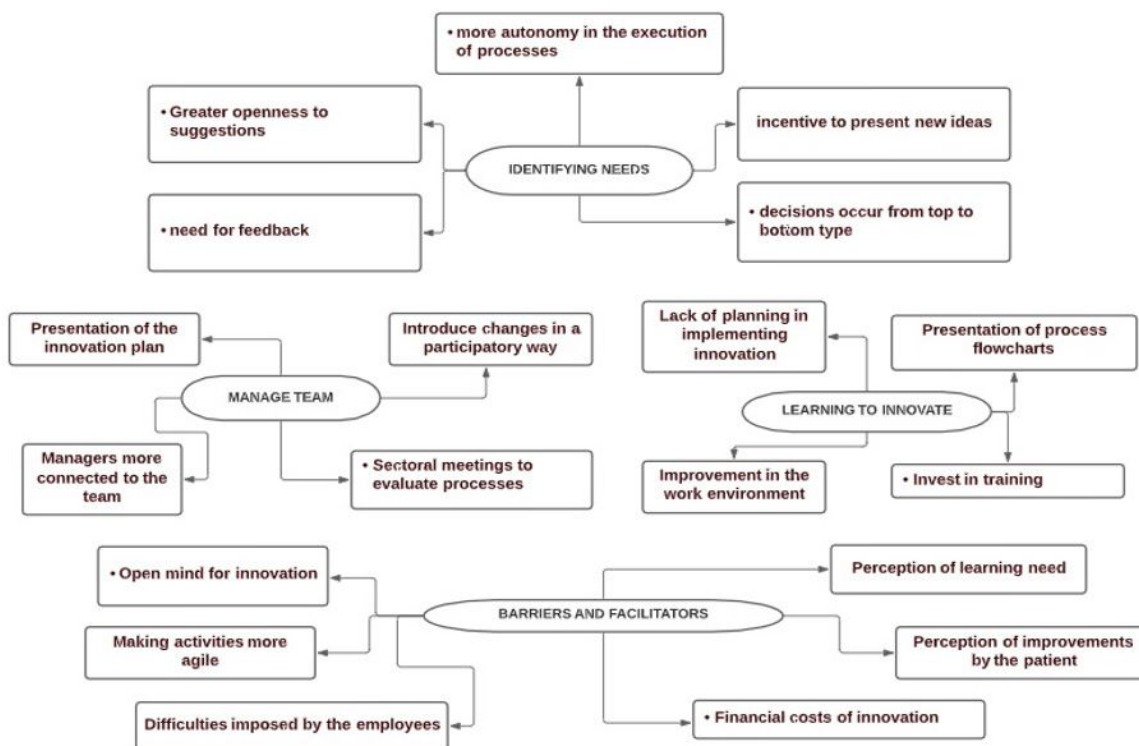 • more autonomy in the execution
of processes
• Greater openness to
suggestions
incentive to present new ideas
IDENTIFYING NEEDS
• need for feedback
• decisions occur from top to
bottom type
Presentation of the
innovation plan
Introduce changes in a
participatory way
MANAGE TEAM
Managers more
connected to the
team
• Sectoral meetings to
evaluate processes
Lack of planning in
implementing
innovation
Presentation of process
flowcharts
LEARNING TO INNOVATE
Improvement in the
work environment
• Invest in training
• Open mind for innovation
Perception of learning need
BARRIERS AND FACILITATORS
Making activities more
agile
Perception of improvements
by the patient
Difficulties imposed by the employees
• Financial costs of innovation